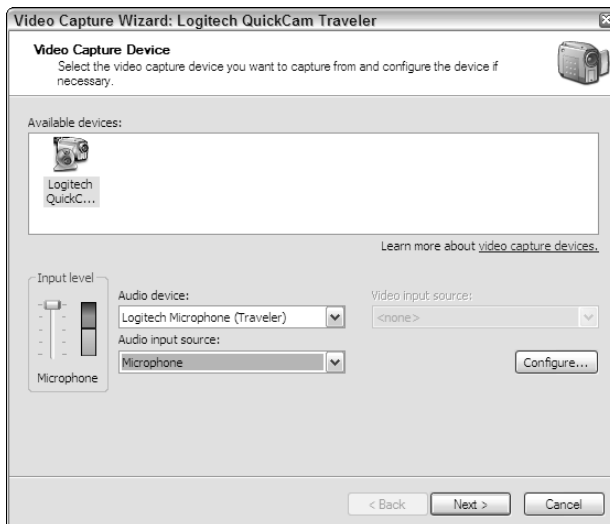 Video Capture Wizard: Logitech QuickCam Traveler
Video Capture Device
Select the video capture device you want to capture from and configure the device if
necessary.
Available devices:
Logitech
QuickC...
Learn more about video capture devices.
Input level
Audio device:
Video input source:
Logitech Microphone (Traveler)
<none>
Audio input source:
Microphone
Configure...
Microphone
< Back
Next >
Cancel